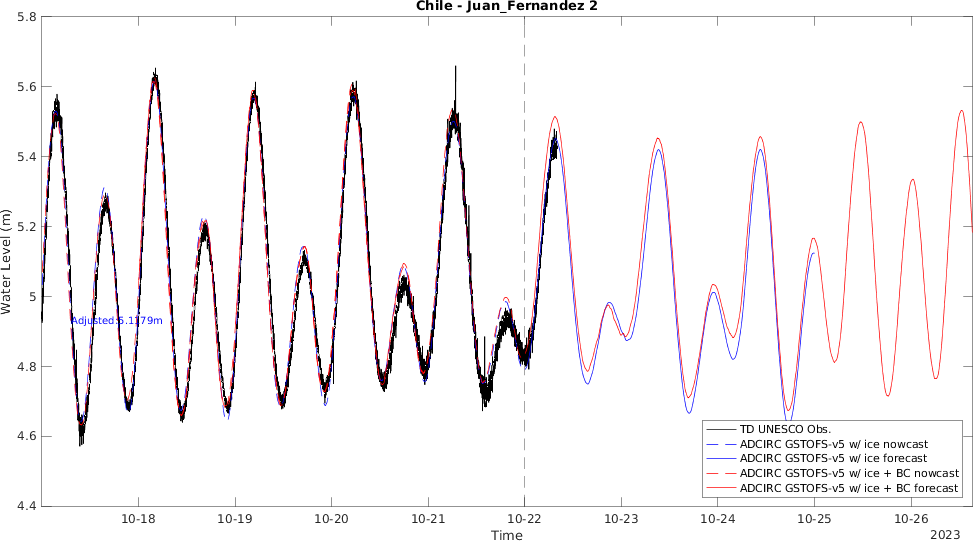 Chile - Juan_Fernandez 2
5.8
5.6
5.4
5.2
5
4.8
4.6
4.4
Water Level (m)
Adjusted:5.1179m
TD UNESCO Obs.
ADCIRC GSTOFS-v5 w/ ice nowcast
ADCIRC GSTOFS-v5 w/ ice forecast
ADCIRC GSTOFS-v5 w/ ice + BC nowcast
ADCIRC GSTOFS-v5 w/ ice + BC forecast
10-18 10-19 10-20 10-21 10-22 10-23 10-24 10-25 10-26
Time
2023